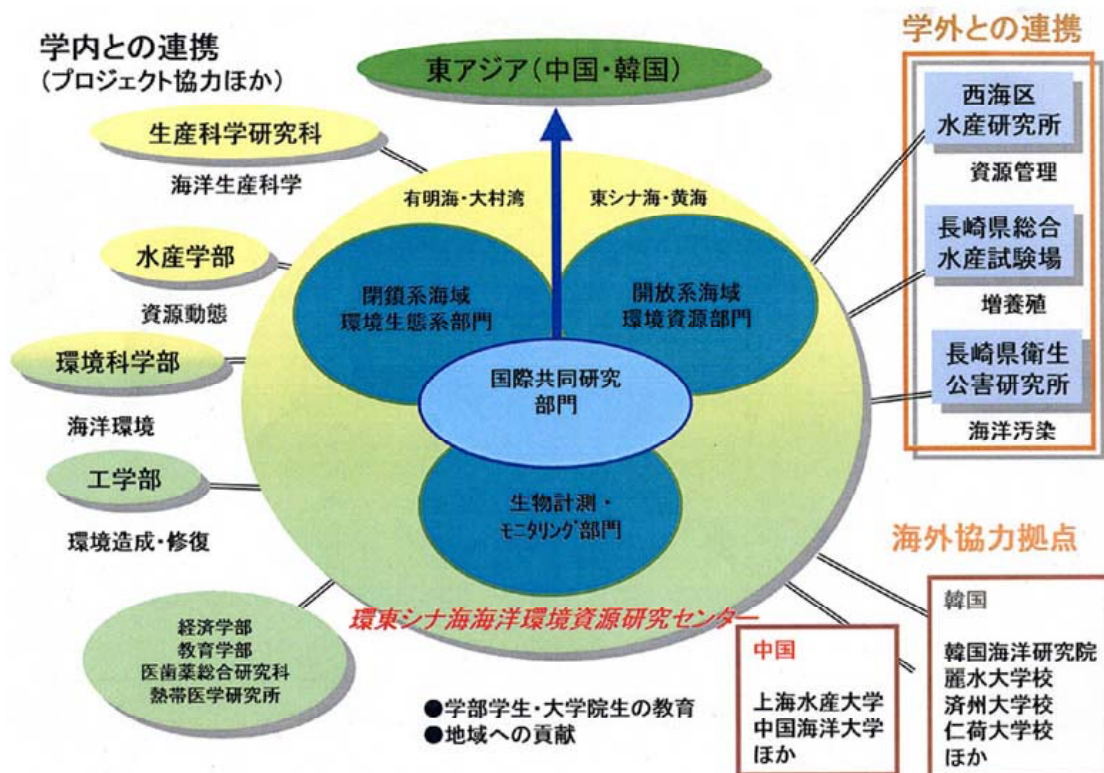 学内との連携
(プロジェクト協力ほか)
東アジア(中国・韓国)
学外との連携
生産科学研究科
海洋生産科学
水産学部
資源動態
環境科学部
海洋環境
工学部
環境造成・修復
経済学部
教育学部
医歯薬総合研究科
熱帯医学研究所
有明海・大村湾
東シナ海・黄海
閉鎖系海域
環境生態系部門
開放系海域
環境資源部門
国際共同研究
部門
生物計測・
モニタリング部門
環東シナ海海洋環境資源研究センター
●学部学生・大学院生の教育
●地域への貢献
西海区
水産研究所
資源管理
長崎県総合
水産試験場
増養殖
長崎県衛生
公害研究所
海洋汚染
海外協力拠点
中国
上海水産大学
中国海洋大学
ほか
韓国
韓国海洋研究院
麗水大学校
済州大学校
仁荷大学校
ほか